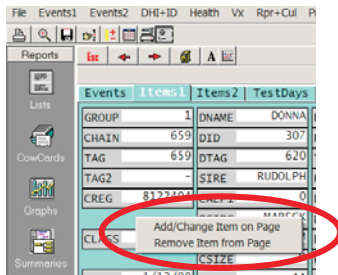 File Events1 Events2 DHI+ID Health Vx Rpr+Cul
Reports
Esc
A
Events Items1 Items2 TestDays
GROUP 1 DNAME DONNA
Lists
CHAIN 659 DID 307
TAG 659 DTAG 620
CowCards
TAG2 - SIRE RUDOLPH
CREG 0
Graphs
Add/Change Item on Page
Remove Item from Page
Summaries
CSIZE